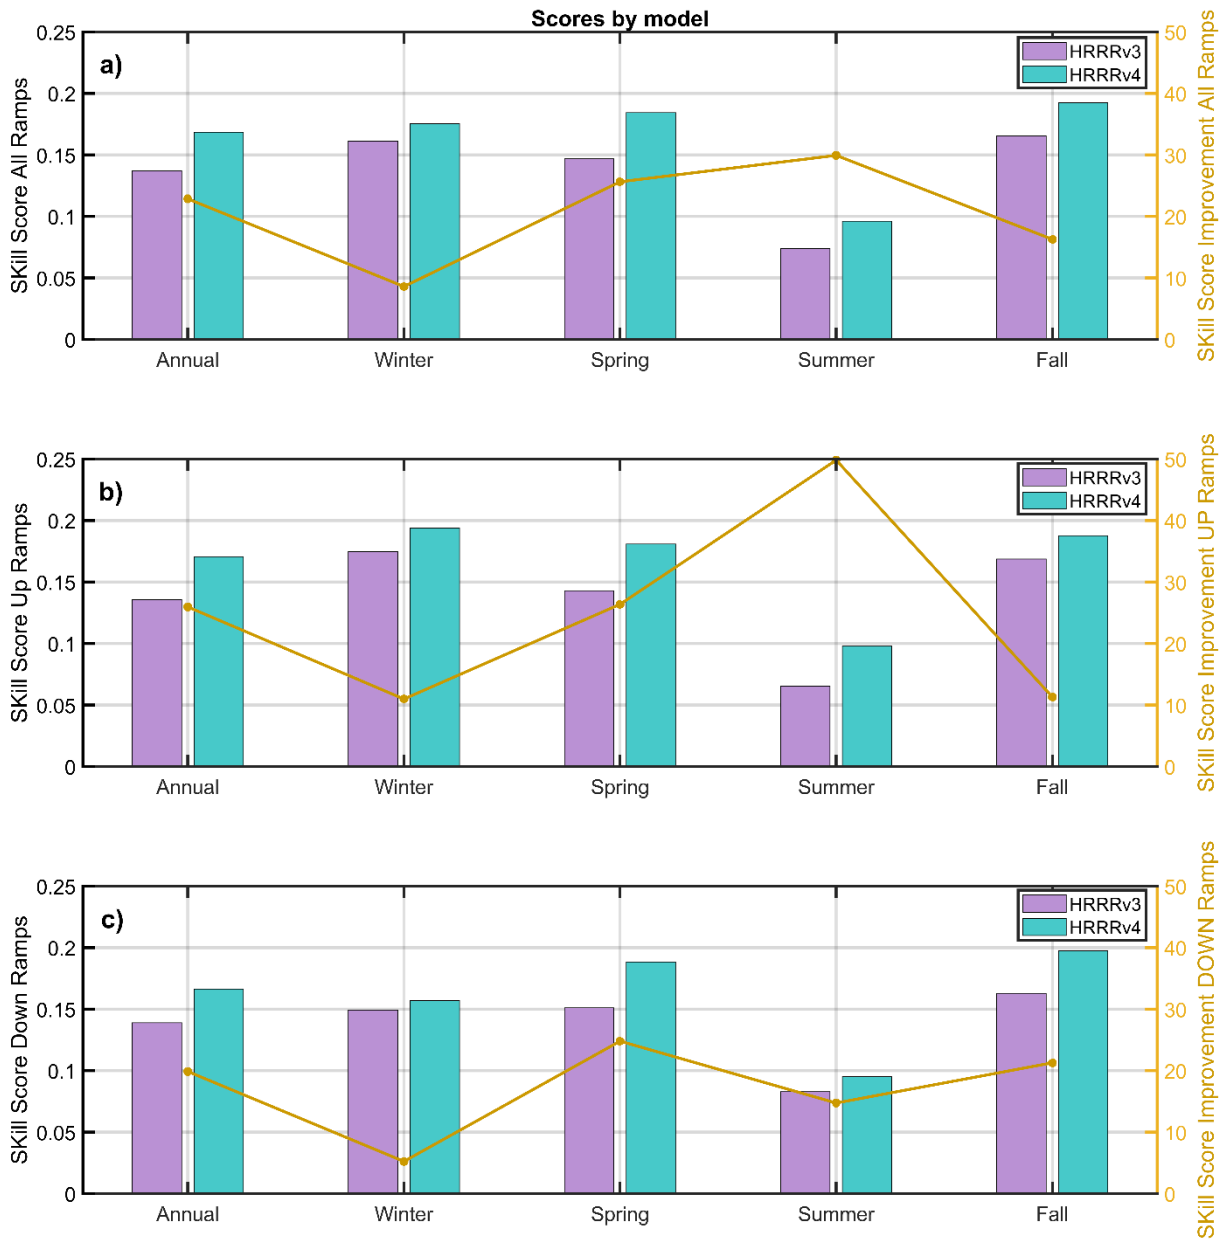 Scores by model
a)
HRRRv3
HRRRv4
SKill Score All Ramps
0.25
0.2
0.15
0.1
0.05
0
50
40
30
20
10
0
SKill Score Improvement All Ramps
Annual Winter Spring Summer Fall
b)
HRRRv3
HRRRv4
SKill Score Up Ramps
0.25
0.2
0.15
0.1
0.05
0
50
40
30
20
10
0
SKill Score Improvement UP Ramps
Annual Winter Spring Summer Fall
c)
HRRRv3
HRRRv4
SKill Score Down Ramps
0.25
0.2
0.15
0.1
0.05
0
50
40
30
20
10
0
SKill Score Improvement DOWN Ramps
Annual Winter Spring Summer Fall